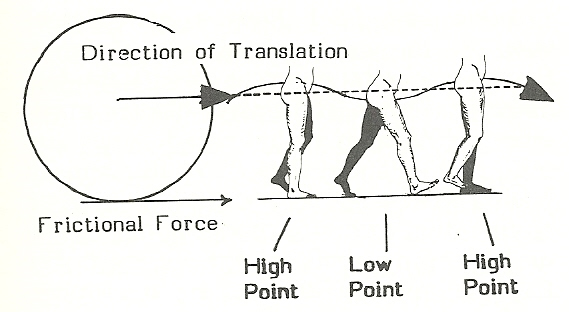 Direction of Translation
Frictional Force
High
Point
Low
Point
High
Point